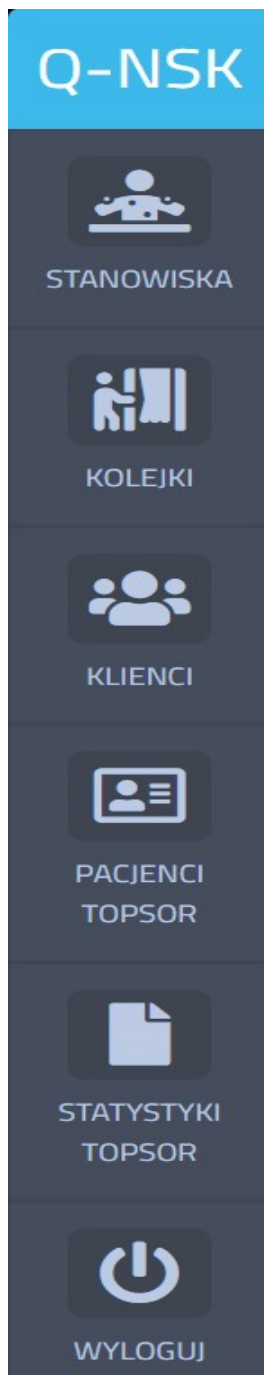 Q-NSK
STANOWISKA
KOLEJKI
KLIENCI
PACJENCI
TOPSOR
STATYSTYKI
TOPSOR
WYLOGUJ